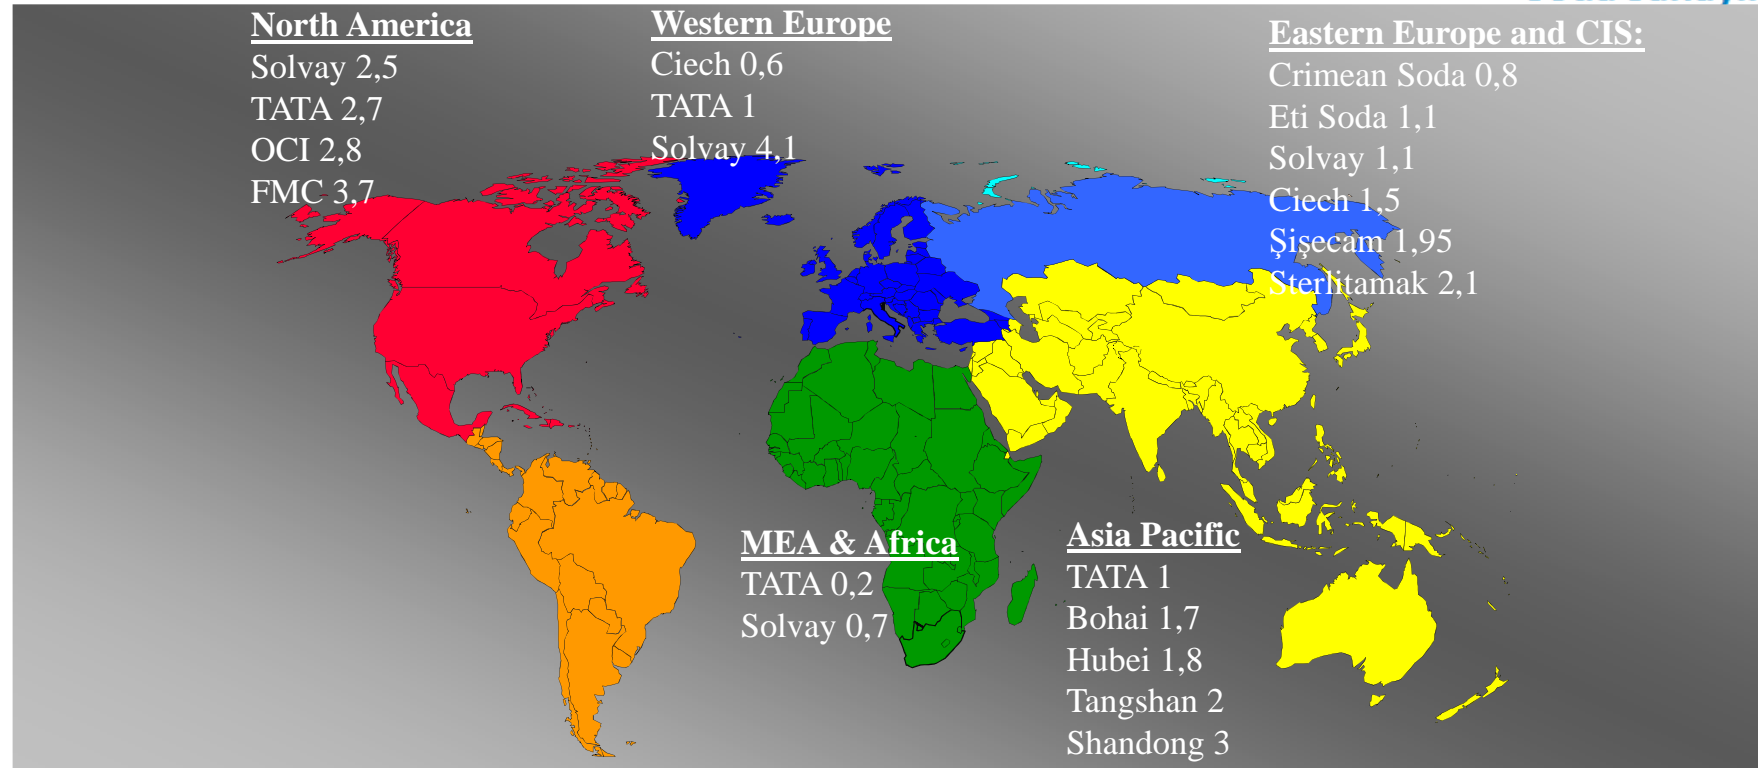 North America
Solvay 2,5
TATA 2,7
OCI 2,8
FMC 3,7
Western Europe
Ciech 0,6
TATA 1
Solvay 4,1
Eastern Europe and CIS:
Crimean Soda 0,8
Eti Soda 1,1
Solvay 1,1
Ciech 1,5
Şişecam 1,95
Sterlitamak 2,1
MEA & Africa
TATA 0,2
Solvay 0,7
Asia Pacific
TATA 1
Bohai 1,7
Hubei 1,8
Tangshan 2
Shandong 3